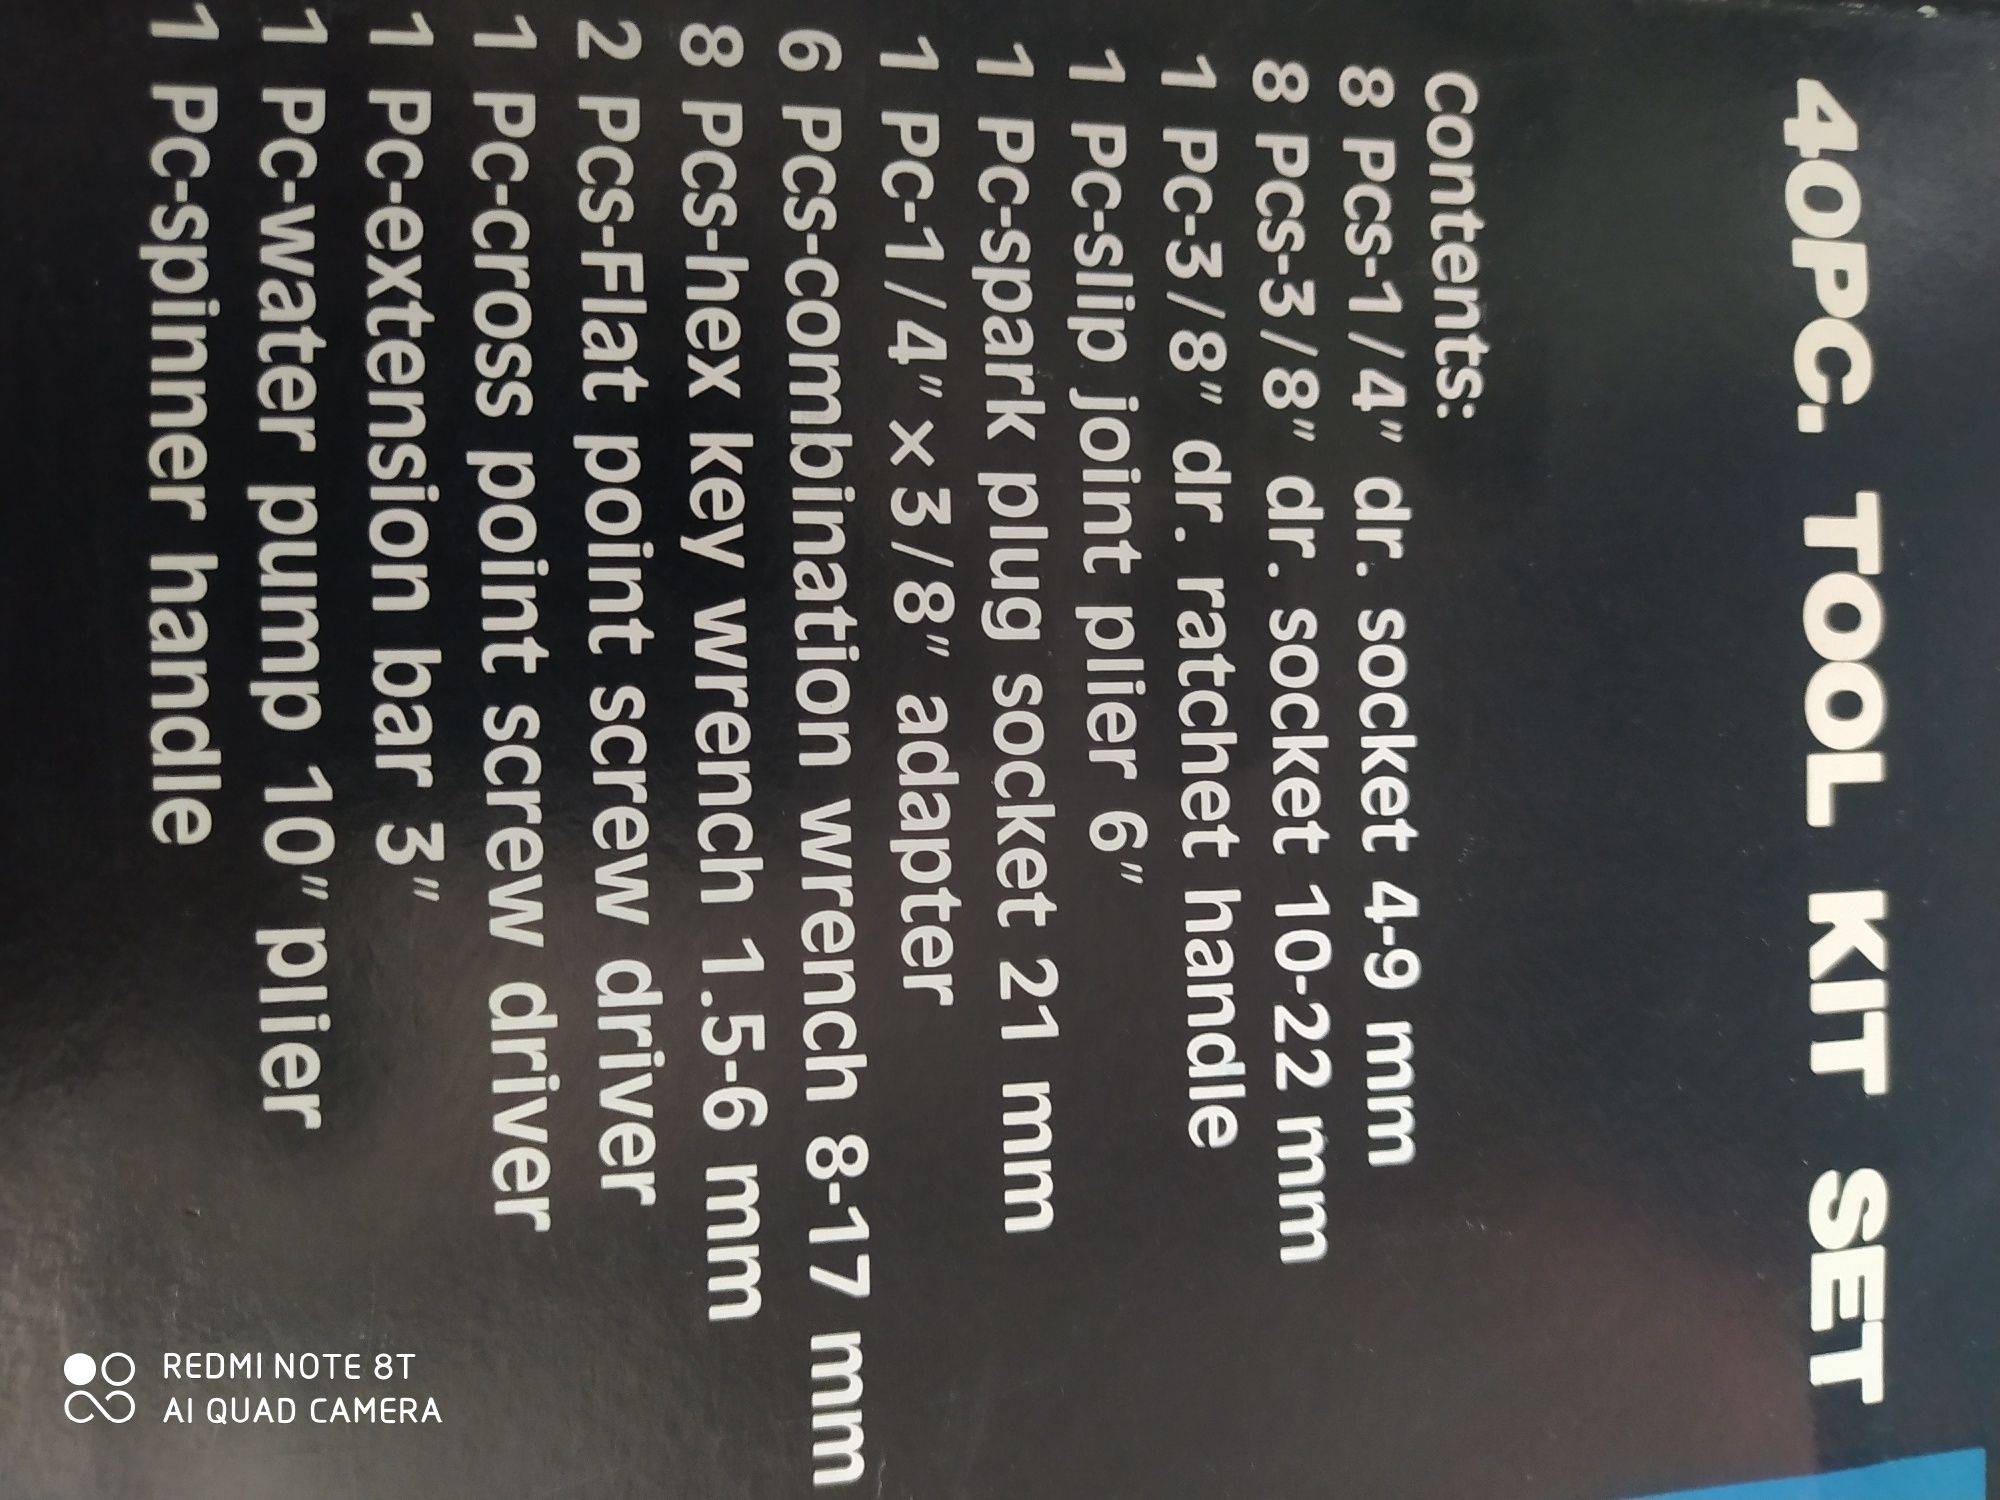 40PC. TOOL KIT SET
Contents:
8 Pcs-1/4" dr. socket 4-9 mm
8 Pcs-3/8" dr. socket 10-22 mm
1 Pc-3/8" dr. ratchet handle
1 Pc-slip joint plier 6"
1 Pc-spark plug socket 21 mm
1 Pc-1/4" × 3/8" adapter
6 Pcs-combination wrench 8-17 mm
8 Pcs-hex key wrench 1.5-6 mm
2 Pcs-Flat point screw driver
1 Pc-cross point screw driver
1 Pc-extension bar 3"
1 Pc-water pump 10" plier
1 Pc-spinner handle
REDMI NOTE 8T
AI QUAD CAMERA